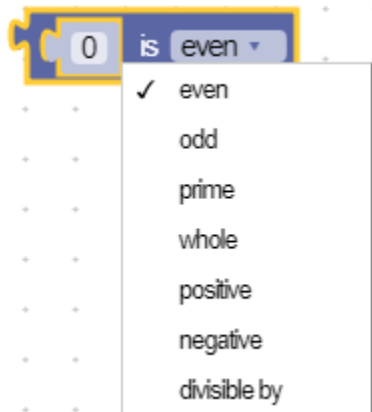 0 is even
✓ even
odd
prime
whole
positive
negative
divisible by